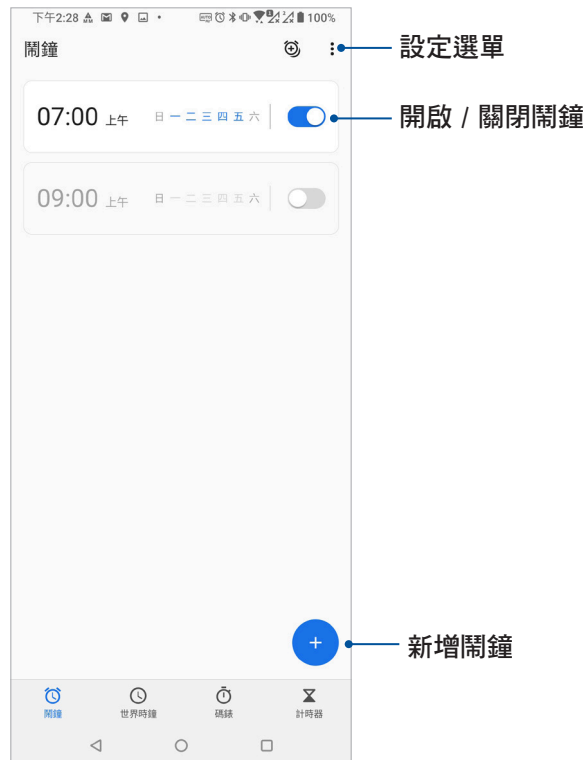 下午2:28 100%
鬧鐘
設定選單
07:00 上午 日 一 二 三 四 五 六
開啟 / 關閉鬧鐘
09:00 上午 日 一 二 三 四 五 六
+
新增鬧鐘
鬧鐘 世界時鐘 碼錶 計時器